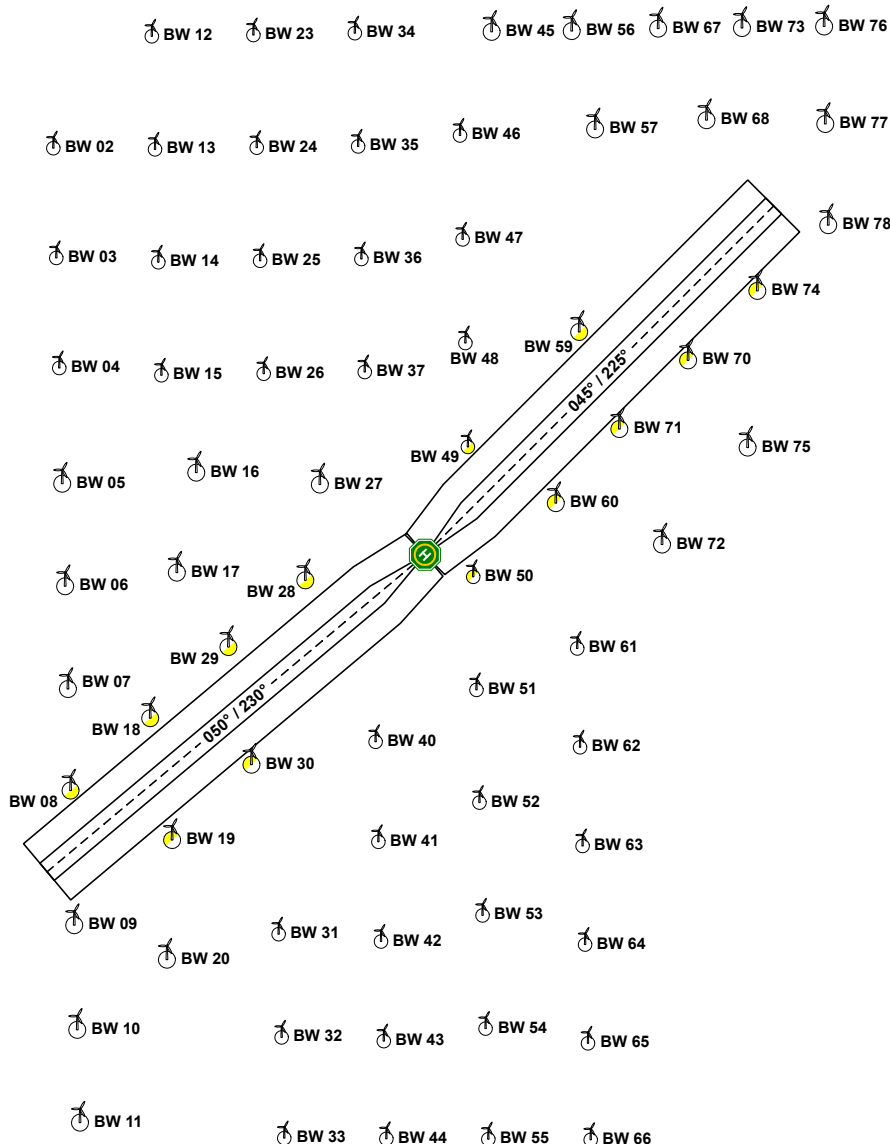 BW 12
BW 23
BW 34
BW 45
BW 56
BW 67
BW 73
BW 76
BW 02
BW 13
BW 24
BW 35
BW 46
BW 57
BW 68
BW 77
BW 03
BW 14
BW 25
BW 36
BW 47
BW 78
BW 74
BW 04
BW 15
BW 26
BW 37
BW 48
BW 59
BW 70
045° / 225°
BW 71
BW 75
BW 49
BW 05
BW 16
BW 27
BW 60
BW 72
H
BW 06
BW 17
BW 28
BW 50
BW 29
BW 61
BW 07
BW 51
BW 18
050° / 230°
BW 40
BW 62
BW 30
BW 08
BW 52
BW 19
BW 41
BW 63
BW 09
BW 31
BW 53
BW 20
BW 42
BW 64
BW 10
BW 32
BW 43
BW 54
BW 65
BW 11
BW 33
BW 44
BW 55
BW 66